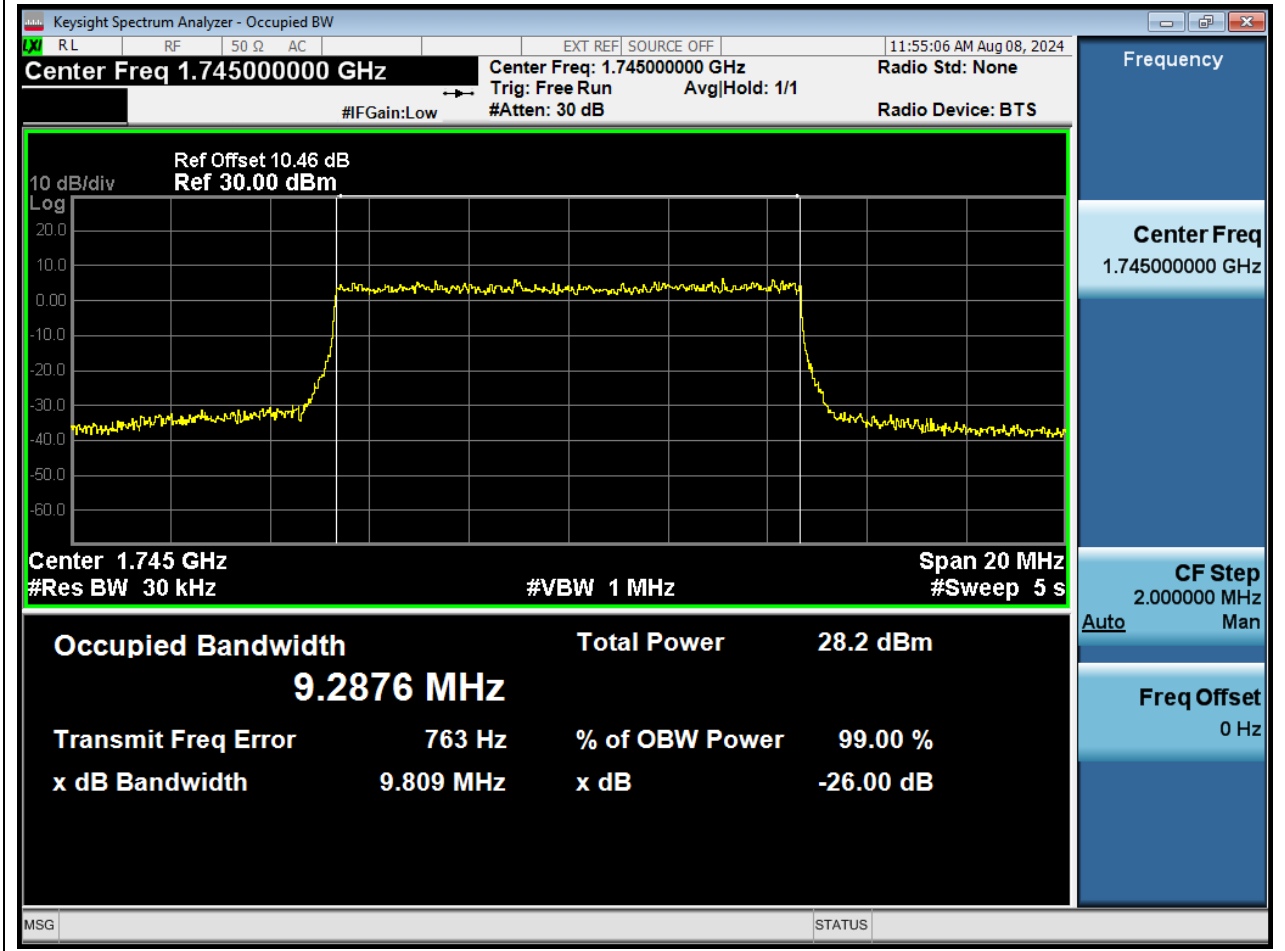 Keysight Spectrum Analyzer - Occupied BW
LXI RL RF 50 Ω AC EXT REF SOURCE OFF 11:55:06 AM Aug 08, 2024
Center Freq 1.745000000 GHz Center Freq: 1.745000000 GHz Radio Std: None
Trig: Free Run Avg|Hold: 1/1
#IFGain:Low #Atten: 30 dB Radio Device: BTS
Ref Offset 10.46 dB
10 dB/div Ref 30.00 dBm
Log
20.0
10.0
0.00
-10.0
-20.0
-30.0
-40.0
-50.0
-60.0
Center 1.745 GHz Span 20 MHz
#Res BW 30 kHz #VBW 1 MHz #Sweep 5 s
Occupied Bandwidth Total Power 28.2 dBm
9.2876 MHz
Transmit Freq Error 763 Hz % of OBW Power 99.00 %
x dB Bandwidth 9.809 MHz x dB -26.00 dB
Frequency
Center Freq
1.745000000 GHz
CF Step
2.000000 MHz
Auto Man
Freq Offset
0 Hz
MSG STATUS